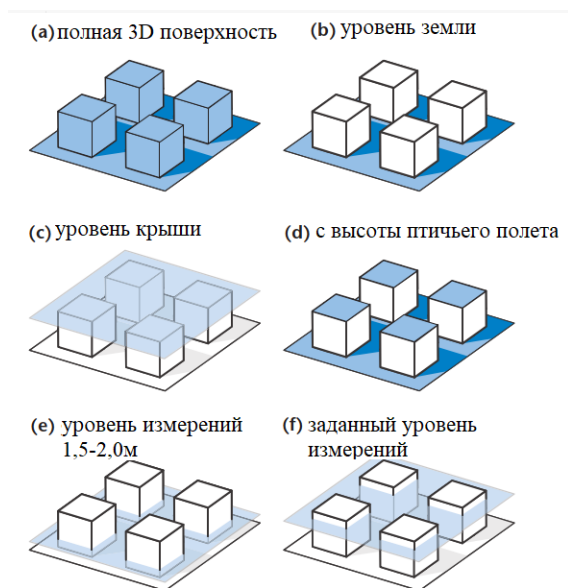 (a) полная 3D поверхность
(b) уровень земли
(c) уровень крыши
(d) с высоты птичьего полета
(e) уровень измерений
1,5-2,0м
(f) заданный уровень
измерений